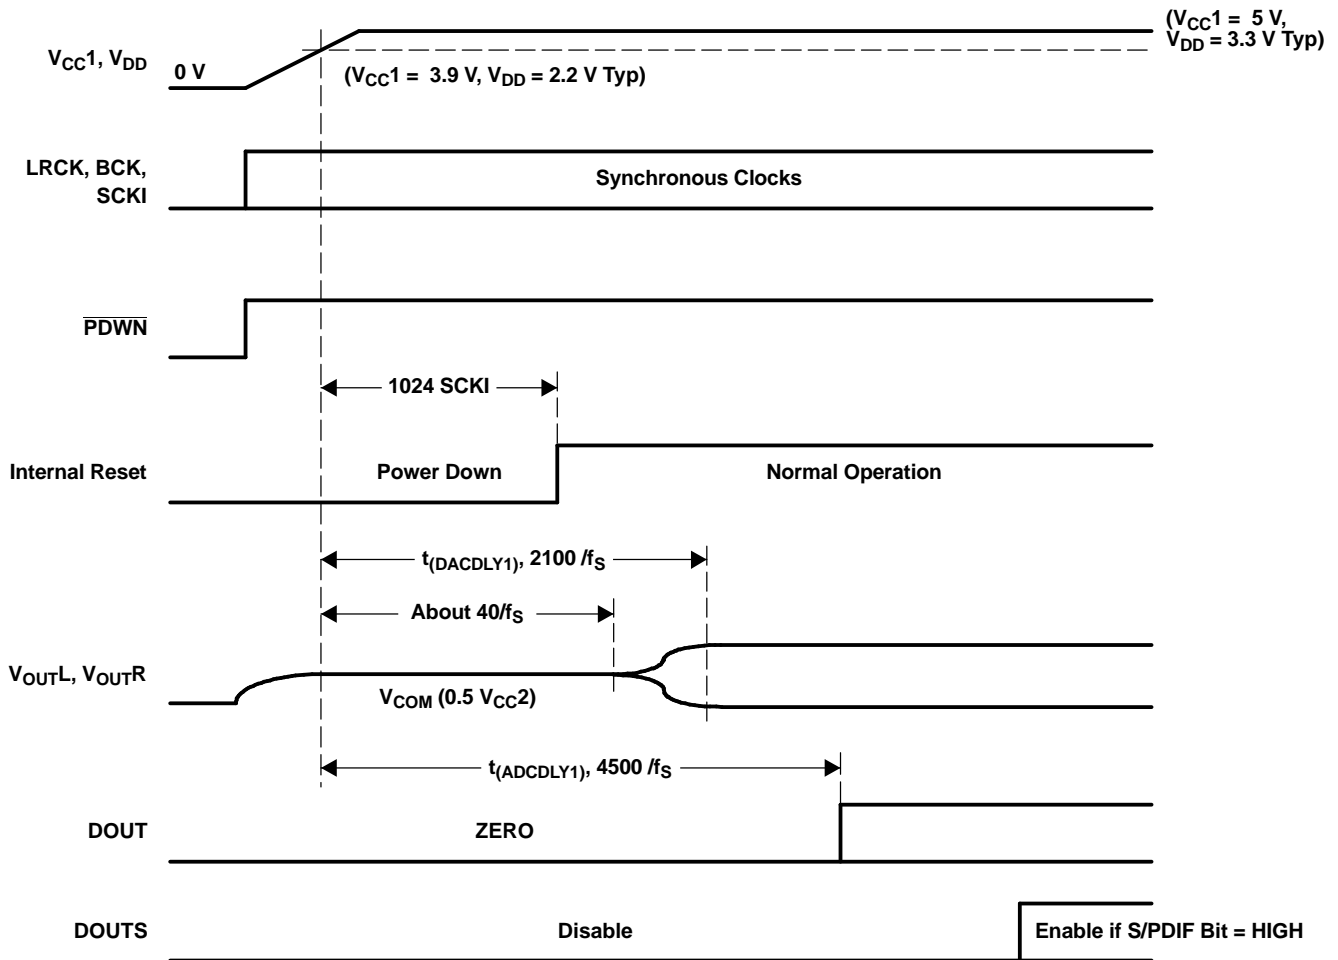 (VCC1 = 5 V,
VDD = 3.3 V Typ)
VCC1, VDD
0 V
(VCC1 = 3.9 V, VDD = 2.2 V Typ)
LRCK, BCK,
SCKI
Synchronous Clocks
PDWN
1024 SCKI
Internal Reset
Power Down
Normal Operation
t(DACDLY1), 2100 /fS
About 40/fS
VOUTL, VOUTR
VCOM (0.5 VCC2)
t(ADCDLY1), 4500 /fS
DOUT
ZERO
DOUTS
Disable
Enable if S/PDIF Bit = HIGH